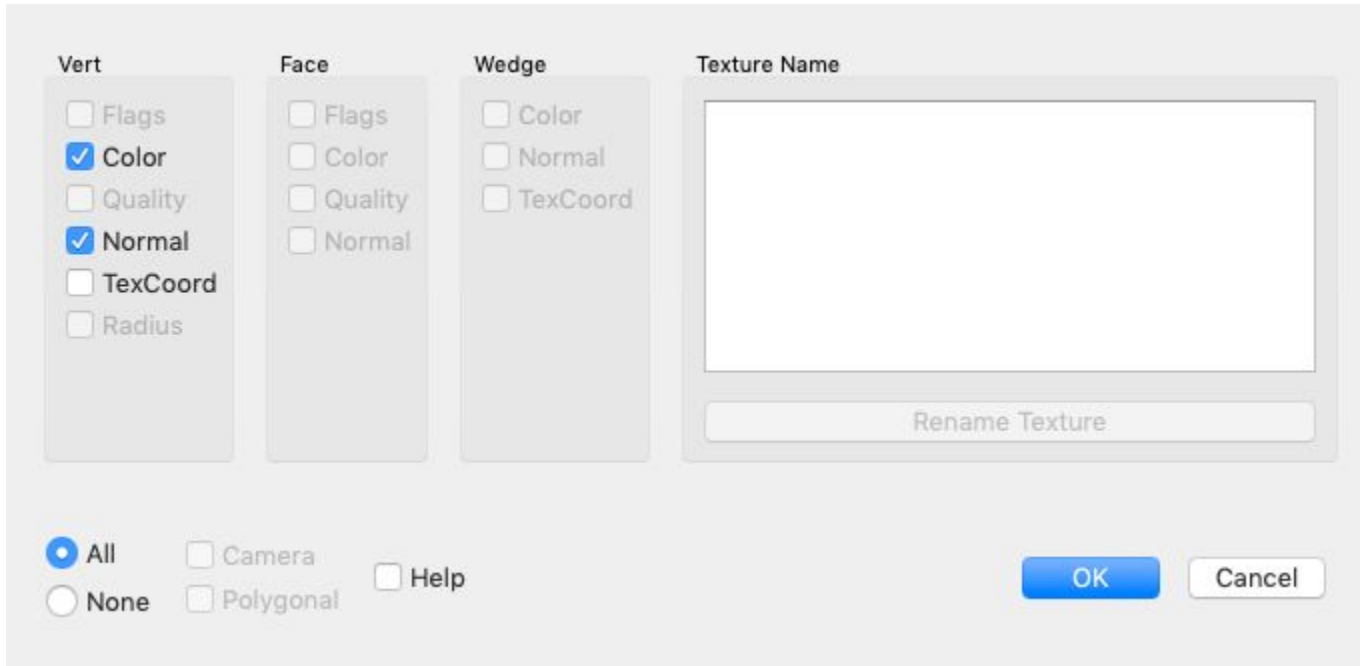 Vert
Flags
Color
Quality
Normal
TexCoord
Radius
Face
Flags
Color
Quality
Normal
Wedge
Color
Normal
TexCoord
Texture Name
Rename Texture
All
None
Camera
Polygonal
Help
OK
Cancel